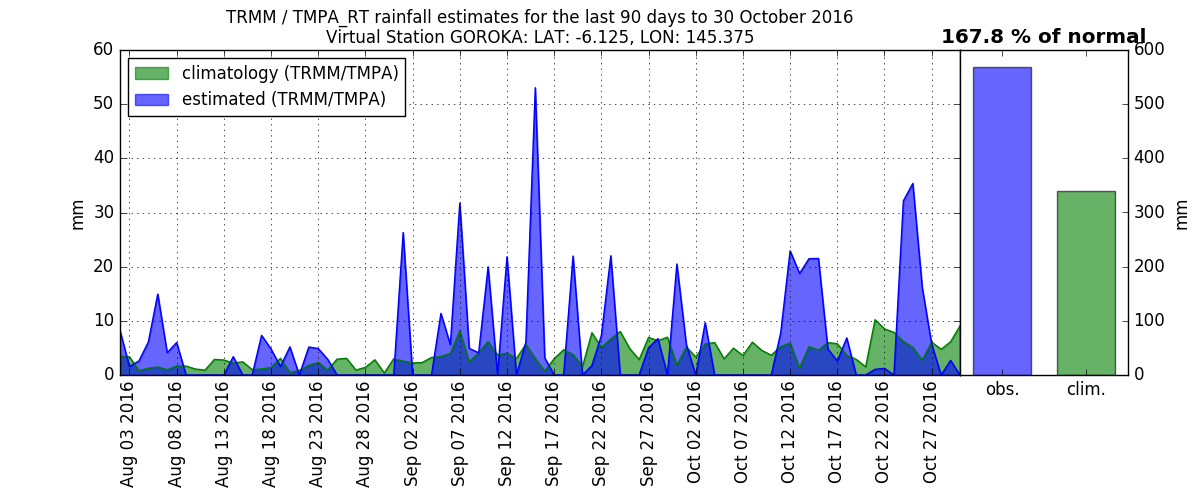 TRMM / TMPA_RT rainfall estimates for the last 90 days to 30 October 2016
Virtual Station GOROKA: LAT: -6.125, LON: 145.375
167.8 % of normal
climatology (TRMM/TMPA)
estimated (TRMM/TMPA)
mm
60
50
40
30
20
10
0
Aug 03 2016
Aug 08 2016
Aug 13 2016
Aug 18 2016
Aug 23 2016
Aug 28 2016
Sep 02 2016
Sep 07 2016
Sep 12 2016
Sep 17 2016
Sep 22 2016
Sep 27 2016
Oct 02 2016
Oct 07 2016
Oct 12 2016
Oct 17 2016
Oct 22 2016
Oct 27 2016
obs.
clim.
600
500
400
300
200
100
0
mm